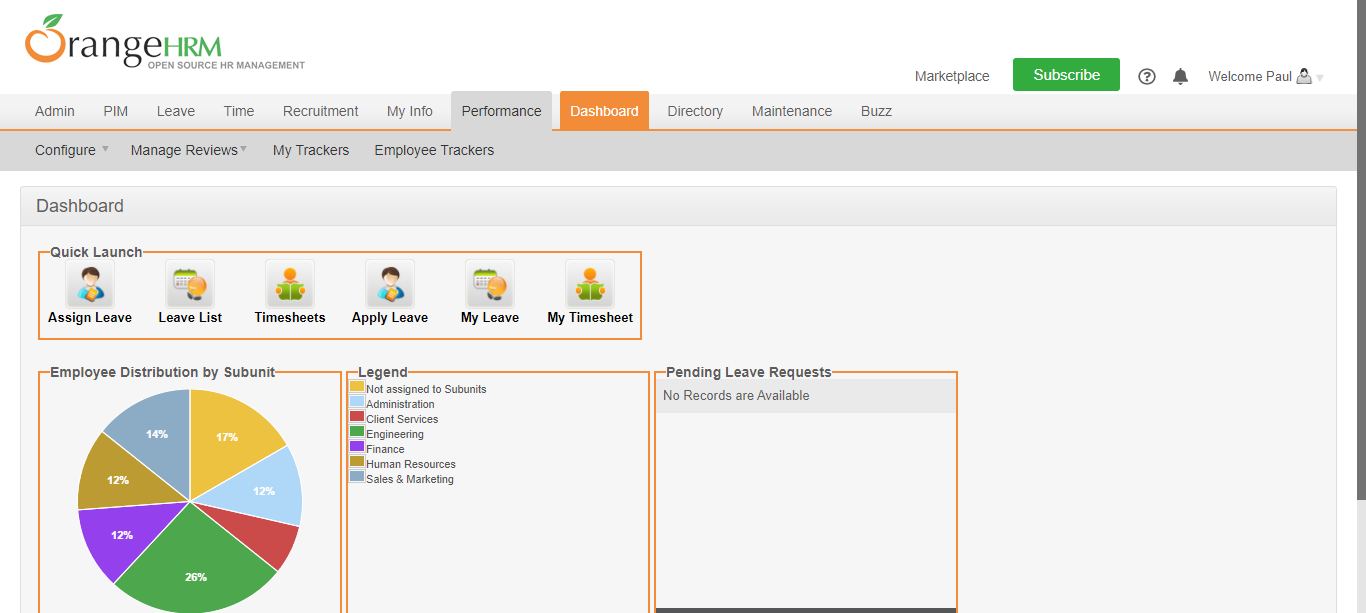 OrangeHRM
OPEN SOURCE HR MANAGEMENT
Marketplace Subscribe ? Welcome Paul
Admin PIM Leave Time Recruitment My Info Performance Dashboard Directory Maintenance Buzz
Configure Manage Reviews My Trackers Employee Trackers
Dashboard
Quick Launch
Assign Leave Leave List Timesheets Apply Leave My Leave My Timesheet
Employee Distribution by Subunit
17%
12%
26%
12%
12%
14%
Legend
Not assigned to Subunits
Administration
Client Services
Engineering
Finance
Human Resources
Sales & Marketing
Pending Leave Requests
No Records are Available